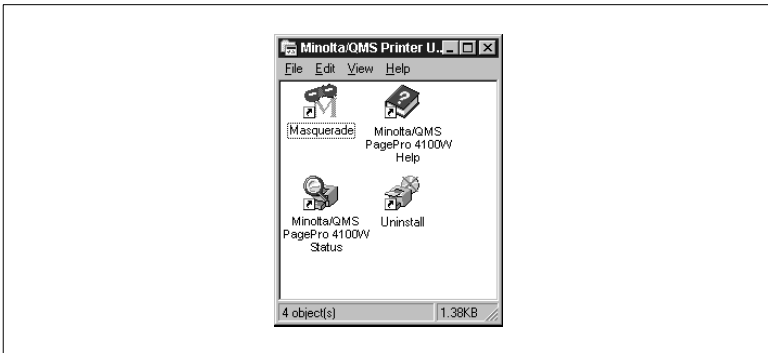 Minolta/QMS Printer U...
File Edit View Help
Masquerade
Minolta/QMS
PagePro 4100W
Help
Minolta/QMS
PagePro 4100W
Status
Uninstall
4 object(s)
1.38KB